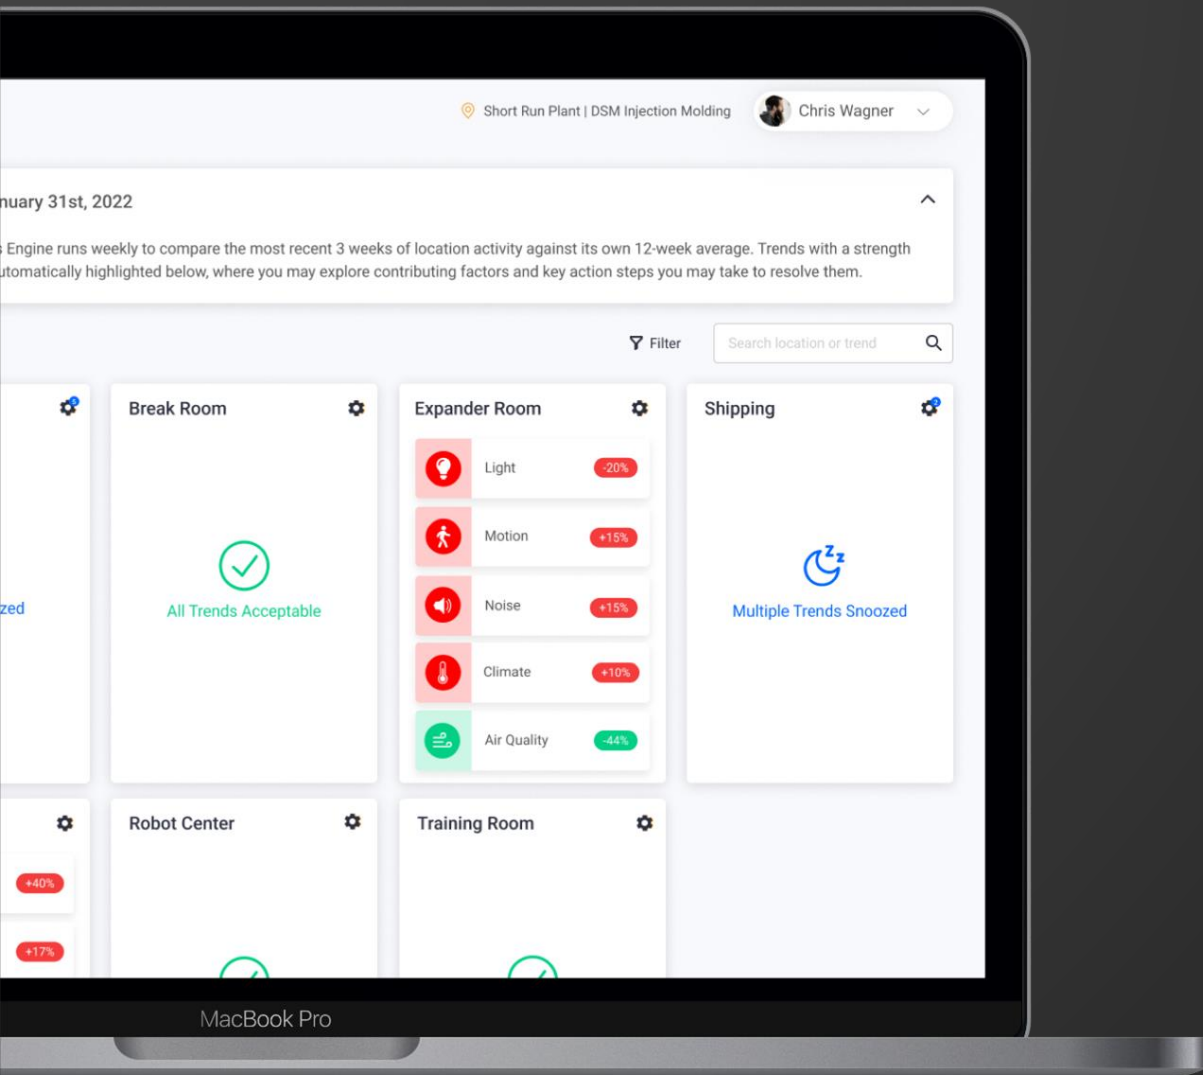 Short Run Plant | DSM Injection Molding
Chris Wagner
nuary 31st, 2022
s Engine runs weekly to compare the most recent 3 weeks of location activity against its own 12-week average. Trends with a strength
utomatically highlighted below, where you may explore contributing factors and key action steps you may take to resolve them.
Filter
Search location or trend
5
Break Room
Expander Room
Shipping
2
Light
-20%
Motion
+15%
zed
All Trends Acceptable
Noise
+15%
z z
Multiple Trends Snoozed
Climate
+10%
Air Quality
-44%
Robot Center
Training Room
+40%
+17%
MacBook Pro